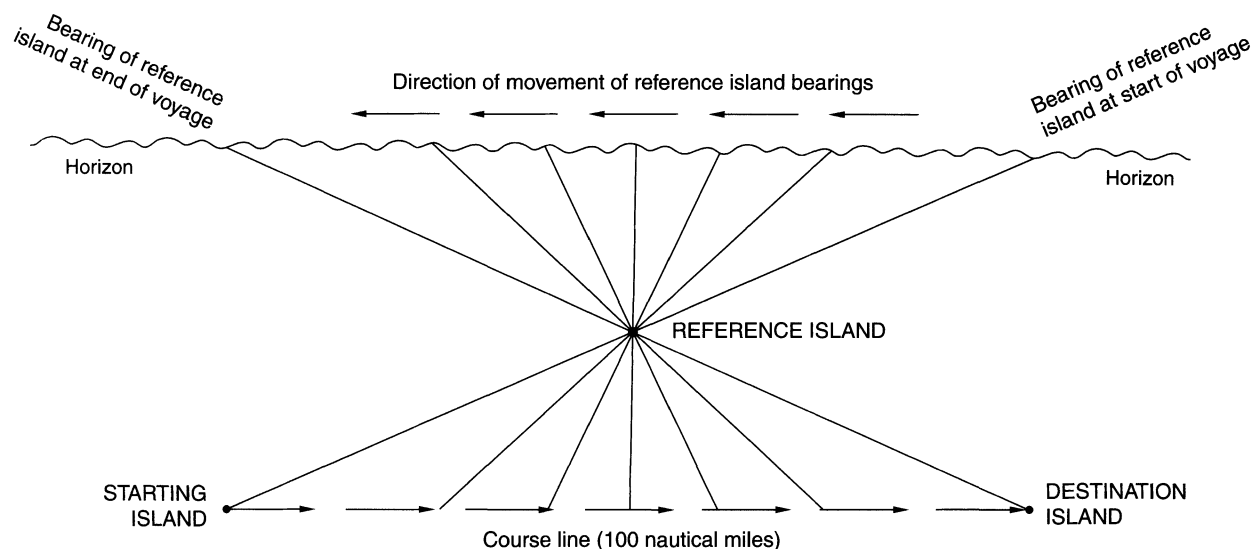 Bearing of reference
island at end of voyage
Direction of movement of reference island bearings
Bearing of reference
island at start of voyage
Horizon
Horizon
REFERENCE ISLAND
STARTING
ISLAND
DESTINATION
ISLAND
Course line (100 nautical miles)